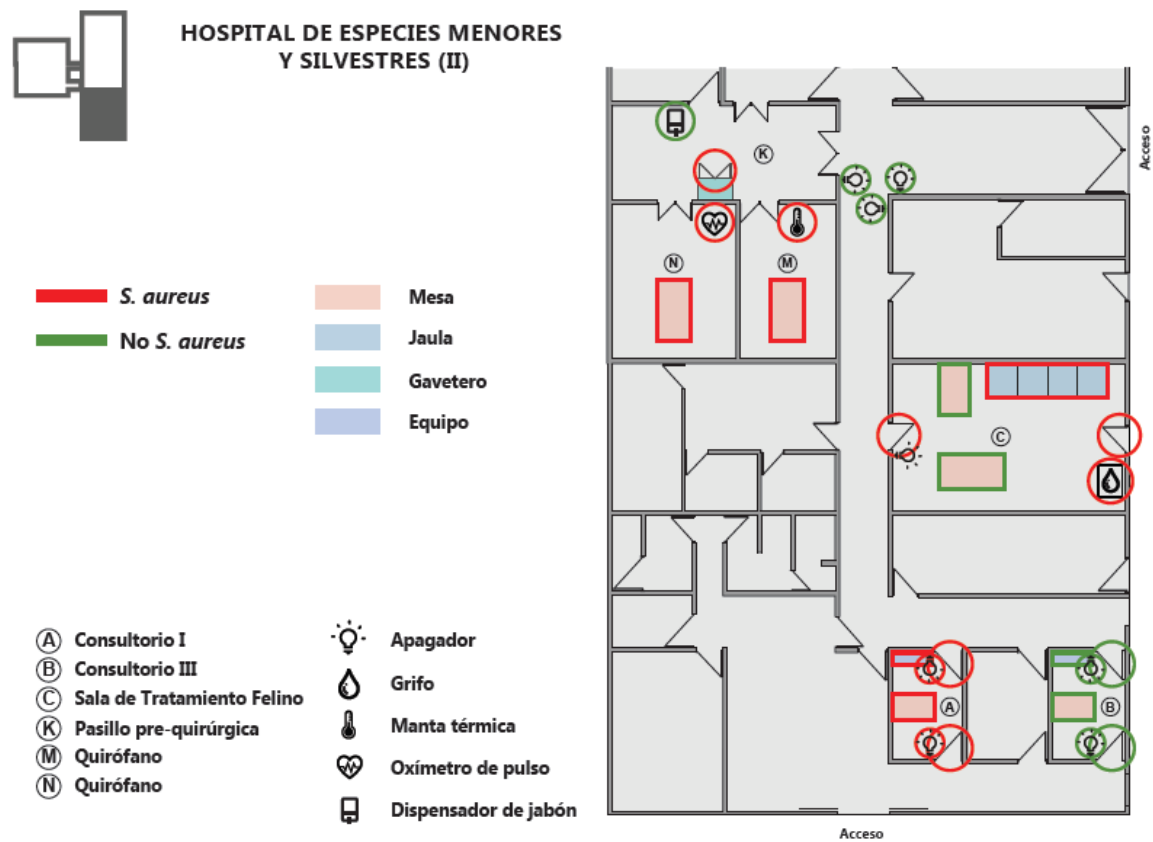 HOSPITAL DE ESPECIES MENORES
Y SILVESTRES (II)
Acceso
K
N
M
S. aureus
No S. aureus
Mesa
Jaula
Gavetero
Equipo
C
A
B
A Consultorio I
B Consultorio III
C Sala de Tratamiento Felino
K Pasillo pre-quirúrgica
M Quirófano
N Quirófano
Apagador
Grifo
Manta térmica
Oxímetro de pulso
Dispensador de jabón
Acceso